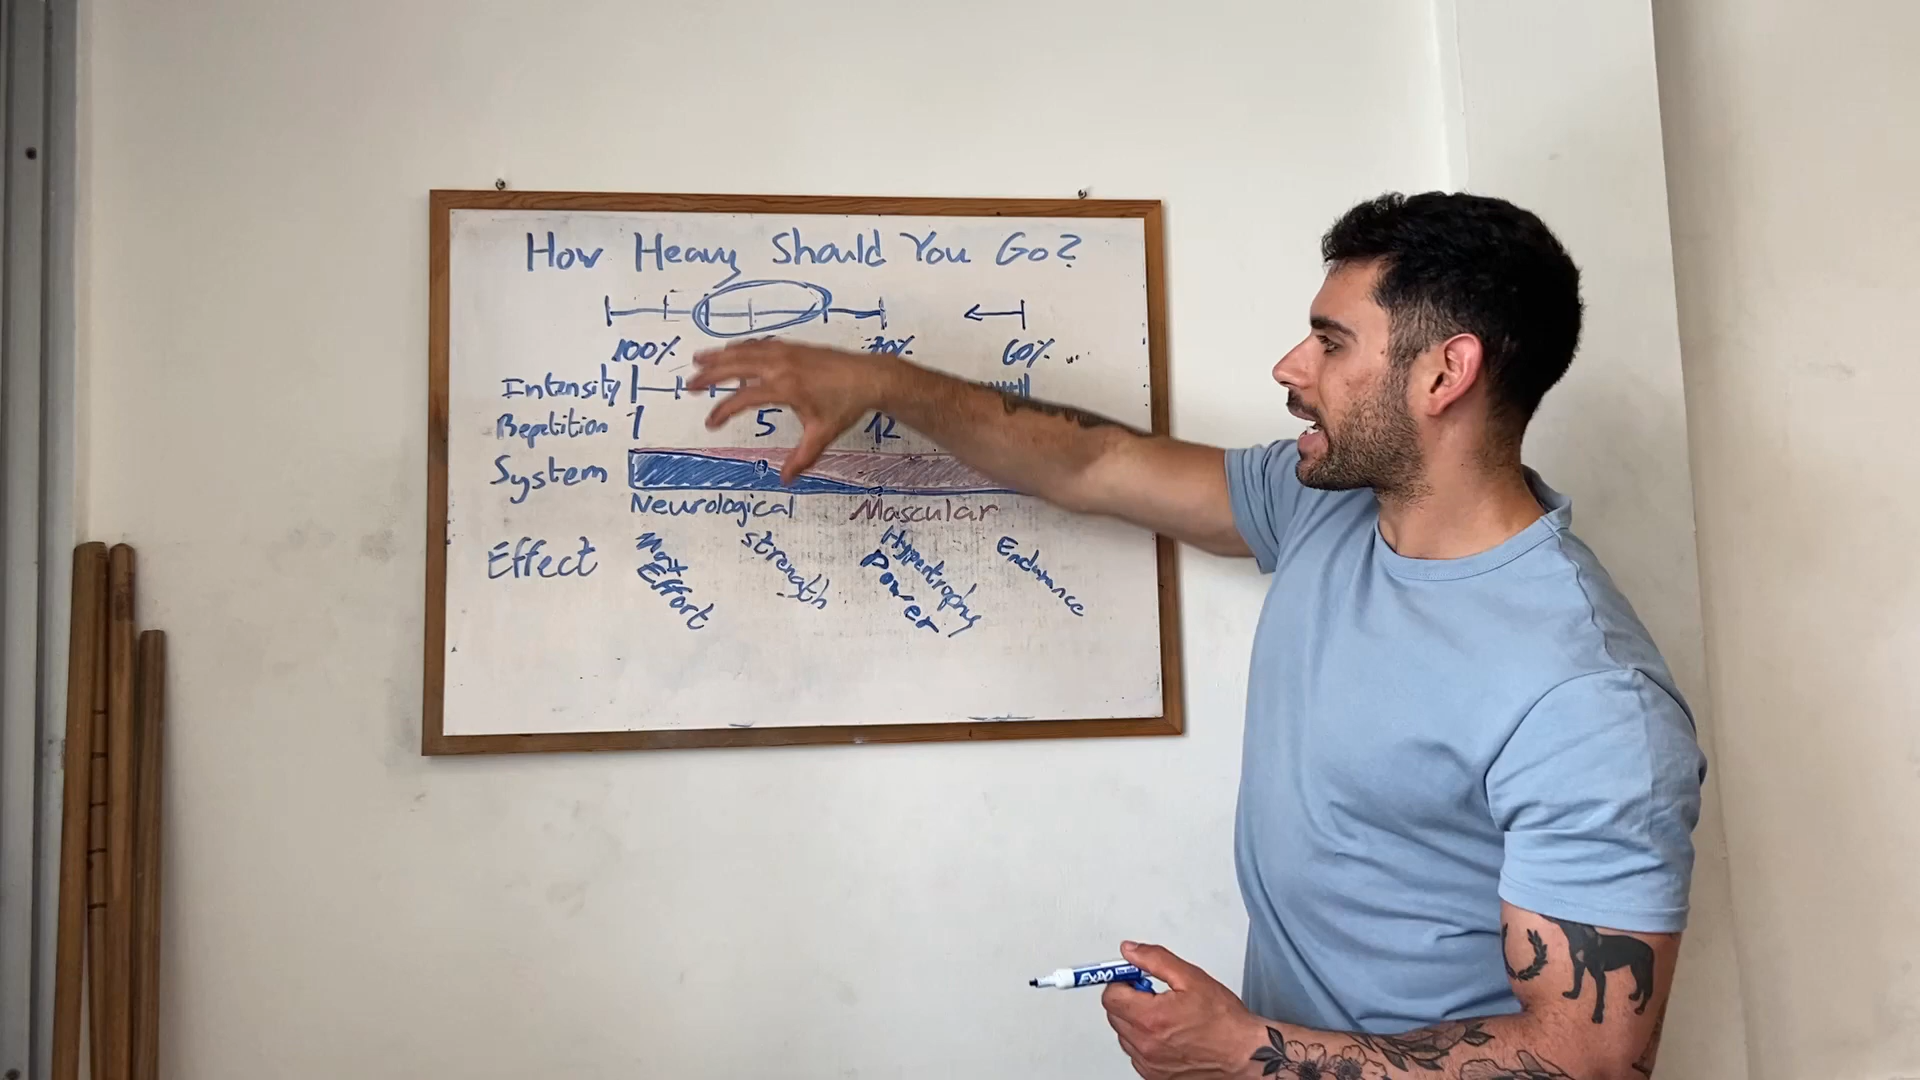 How Heavy Should You Go?
100% 70% 60%
Intensity
Repetition 1 5 12
System
Neurological Muscular
Effect Max Effort strength Hypertrophy Power Endurance
EXPO